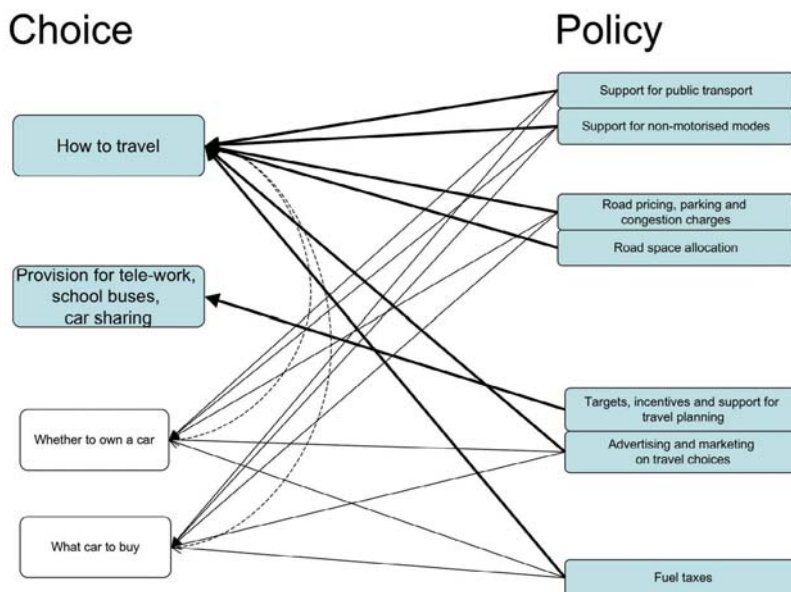 Choice
Policy
How to travel
Provision for tele-work,
school buses,
car sharing
Whether to own a car
What car to buy
Support for public transport
Support for non-motorised modes
Road pricing, parking and
congestion charges
Road space allocation
Targets, incentives and support for
travel planning
Advertising and marketing
on travel choices
Fuel taxes